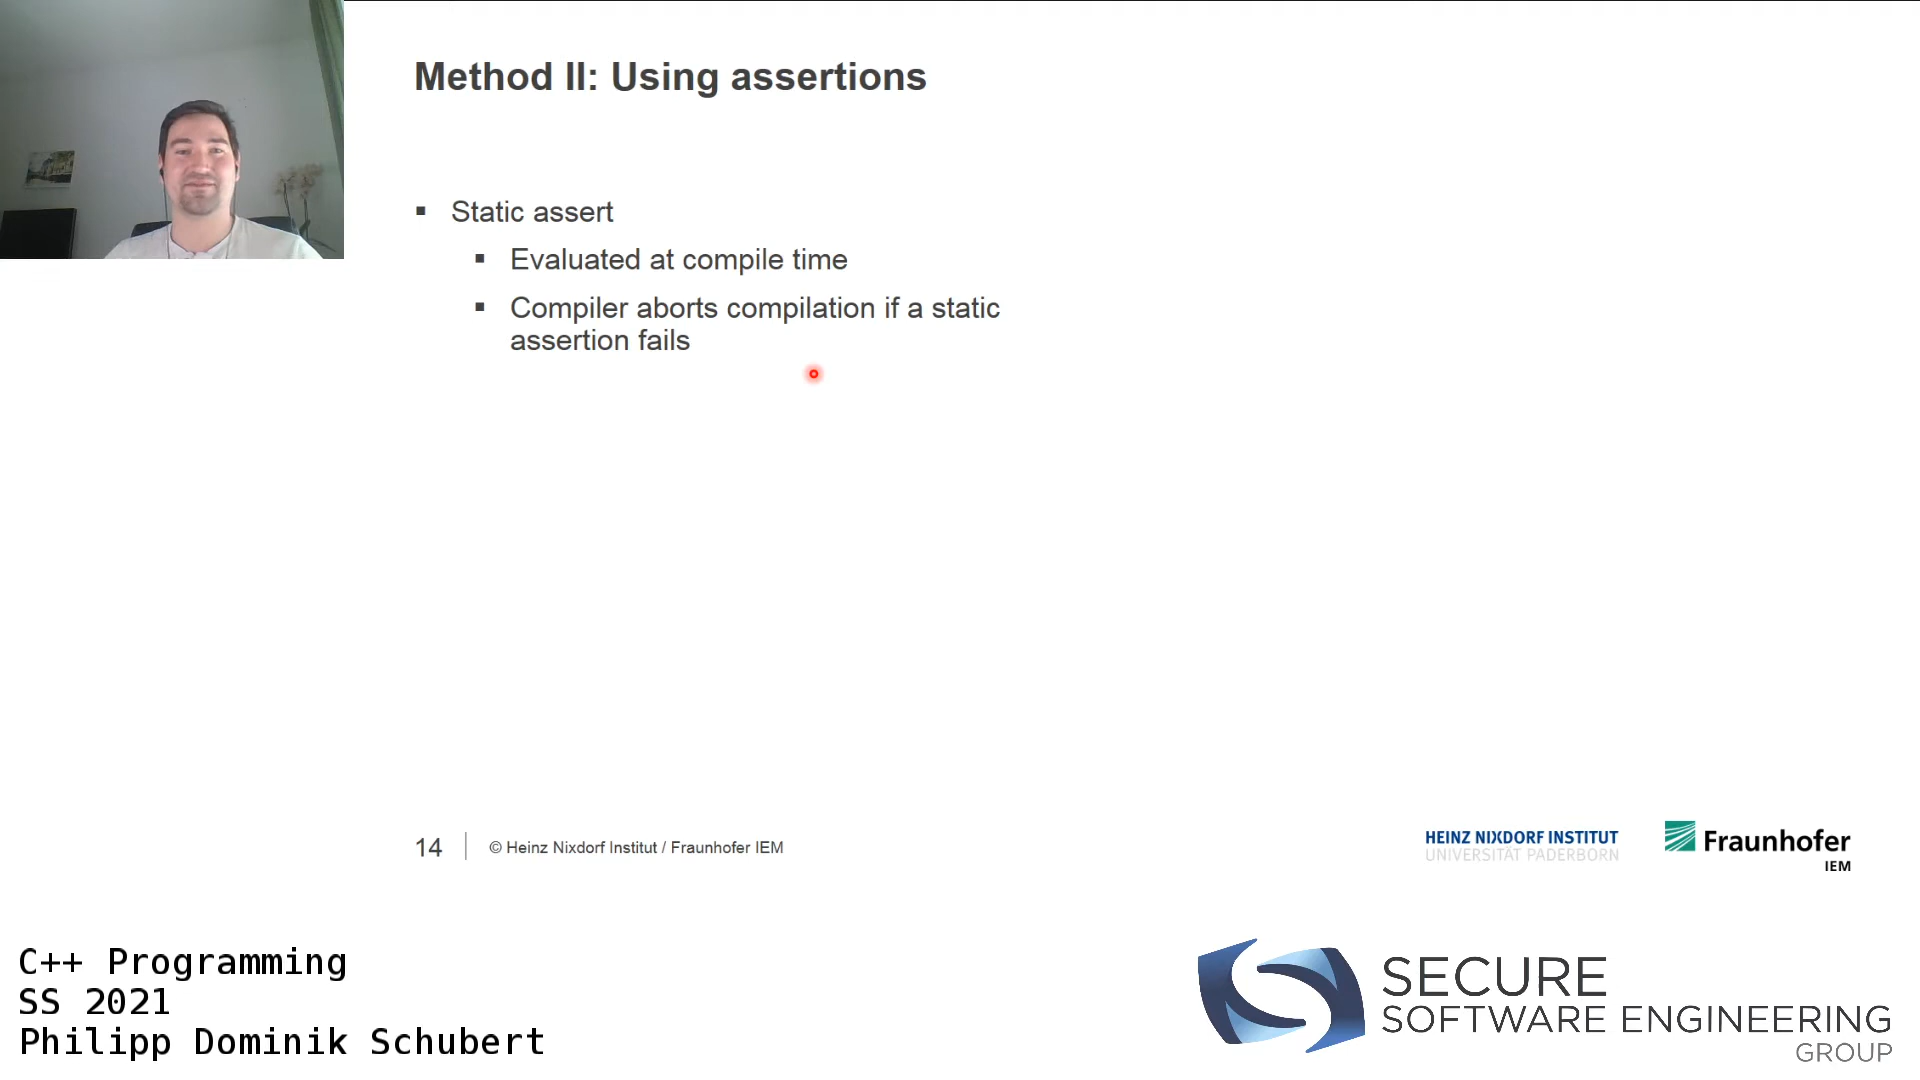 Method II: Using assertions
▪ Static assert
▪ Evaluated at compile time
▪ Compiler aborts compilation if a static
assertion fails
14
© Heinz Nixdorf Institut / Fraunhofer IEM
HEINZ NIXDORF INSTITUT
UNIVERSITÄT PADERBORN
Fraunhofer
IEM
C++ Programming
SS 2021
Philipp Dominik Schubert
SECURE
SOFTWARE ENGINEERING
GROUP